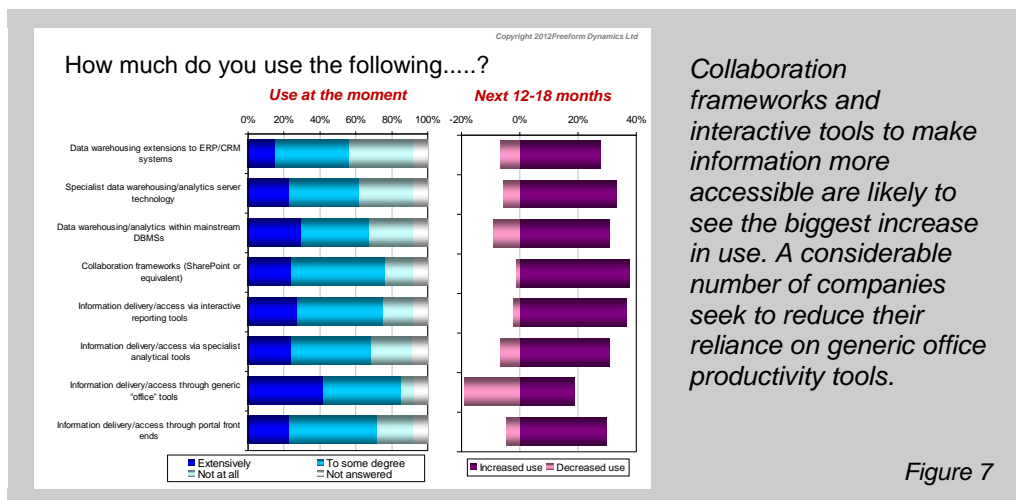 Copyright 2012Freeform Dynamics Ltd
How much do you use the following.....?
Use at the moment
Next 12-18 months
0% 20% 40% 60% 80% 100%
-20% 0% 20% 40%
Data warehousing extensions to ERP/CRM
systems
Specialist data warehousing/analytics server
technology
Data warehousing/analytics within mainstream
DBMSs
Collaboration frameworks (SharePoint or
equivalent)
Information delivery/access via interactive
reporting tools
Information delivery/access via specialist
analytical tools
Information delivery/access through generic
“office” tools
Information delivery/access through portal front
ends
Extensively To some degree
Not at all Not answered
Increased use Decreased use
Collaboration
frameworks and
interactive tools to make
information more
accessible are likely to
see the biggest increase
in use. A considerable
number of companies
seek to reduce their
reliance on generic office
productivity tools.
Figure 7